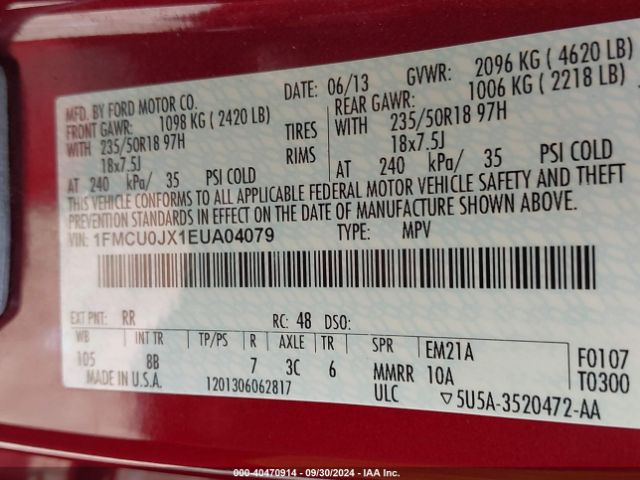 MFD. BY FORD MOTOR CO.
DATE: 06/13 GVWR: 2096 KG ( 4620 LB)
FRONT GAWR: 1098 KG ( 2420 LB) REAR GAWR: 1006 KG ( 2218 LB)
WITH 235/50R18 97H TIRES WITH 235/50R18 97H
18x7.5J RIMS 18x7.5J
AT 240 kPa/ 35 PSI COLD AT 240 kPa/ 35 PSI COLD
THIS VEHICLE CONFORMS TO ALL APPLICABLE FEDERAL MOTOR VEHICLE SAFETY AND THEFT
PREVENTION STANDARDS IN EFFECT ON THE DATE OF MANUFACTURE SHOWN ABOVE.
VIN: 1FMCU0JX1EUA04079 TYPE: MPV
EXT PNT: RR RC: 48 DSO:
WB INT TR TP/PS R AXLE TR SPR EM21A F0107
105 8B 7 3C 6 MMRR 10A T0300
MADE IN U.S.A. 1201306062817 ULC ▽5U5A-3520472-AA
000-40470914 - 09/30/2024 - IAA Inc.